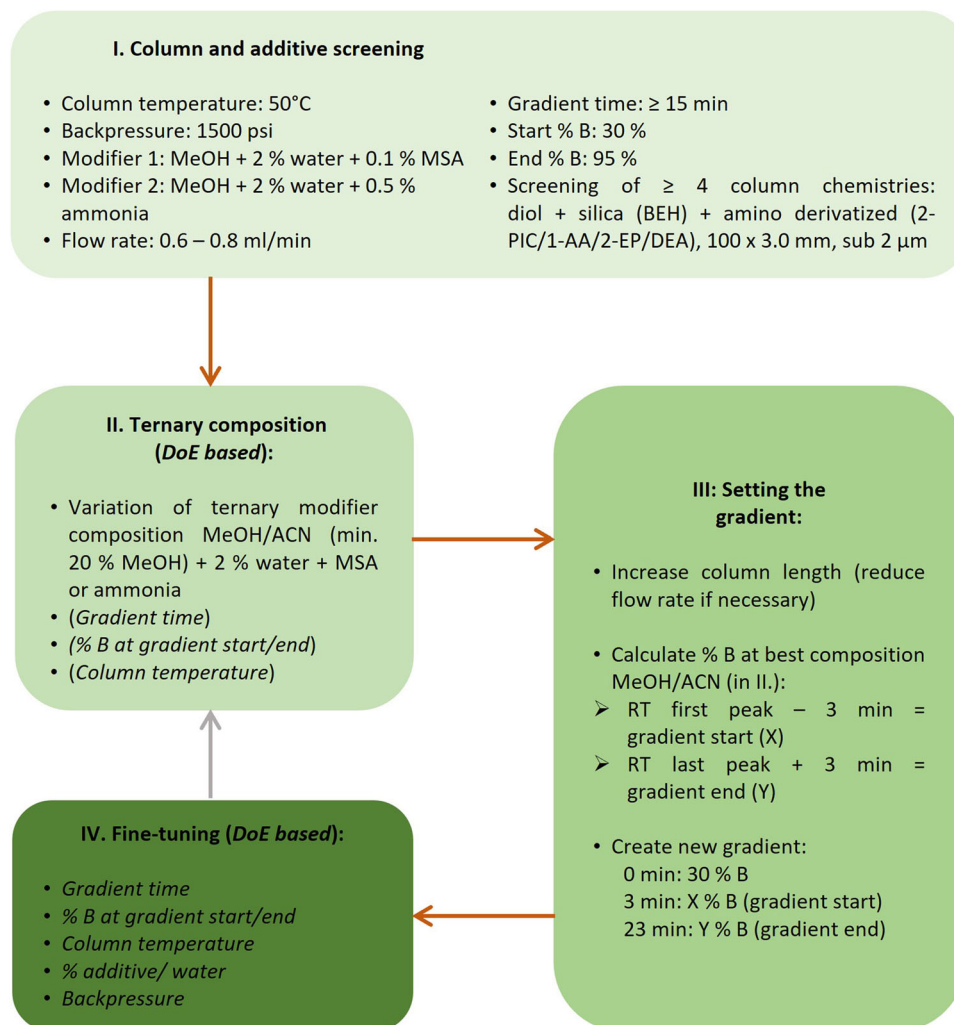 I. Column and additive screening
• Column temperature: 50°C
• Backpressure: 1500 psi
• Modifier 1: MeOH + 2 % water + 0.1 % MSA
• Modifier 2: MeOH + 2 % water + 0.5 %
ammonia
• Flow rate: 0.6 – 0.8 ml/min
• Gradient time: ≥ 15 min
• Start % B: 30 %
• End % B: 95 %
• Screening of ≥ 4 column chemistries:
diol + silica (BEH) + amino derivatized (2-
PIC/1-AA/2-EP/DEA), 100 x 3.0 mm, sub 2 µm
II. Ternary composition
(DoE based):
• Variation of ternary modifier
composition MeOH/ACN (min.
20 % MeOH) + 2 % water + MSA
or ammonia
• (Gradient time)
• (% B at gradient start/end)
• (Column temperature)
III: Setting the
gradient:
• Increase column length (reduce
flow rate if necessary)
• Calculate % B at best composition
MeOH/ACN (in II.):
➢ RT first peak – 3 min =
gradient start (X)
➢ RT last peak + 3 min =
gradient end (Y)
• Create new gradient:
0 min: 30 % B
3 min: X % B (gradient start)
23 min: Y % B (gradient end)
IV. Fine-tuning (DoE based):
• Gradient time
• % B at gradient start/end
• Column temperature
• % additive/ water
• Backpressure